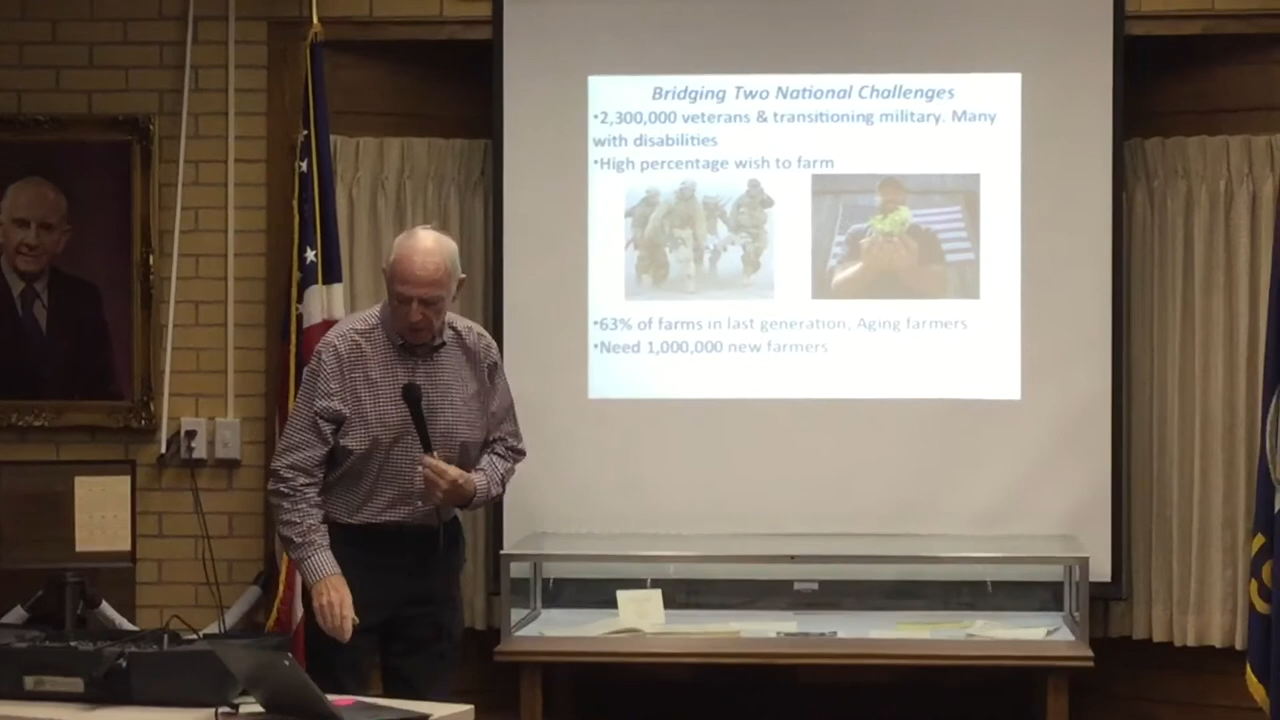 Bridging Two National Challenges
•2,300,000 veterans & transitioning military. Many
with disabilities
•High percentage wish to farm
•63% of farms in last generation, Aging farmers
•Need 1,000,000 new farmers